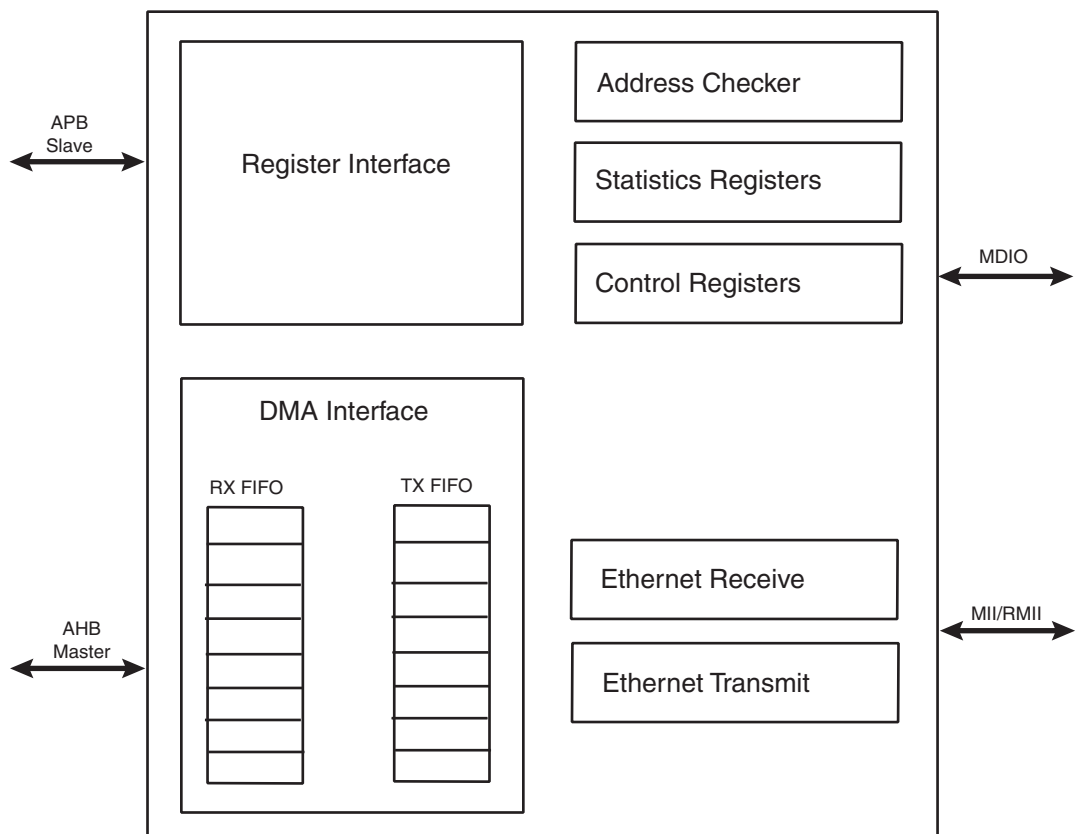 APB
Slave
Register Interface
Address Checker
Statistics Registers
Control Registers
MDIO
DMA Interface
RX FIFO
TX FIFO
AHB
Master
Ethernet Receive
Ethernet Transmit
MII/RMII